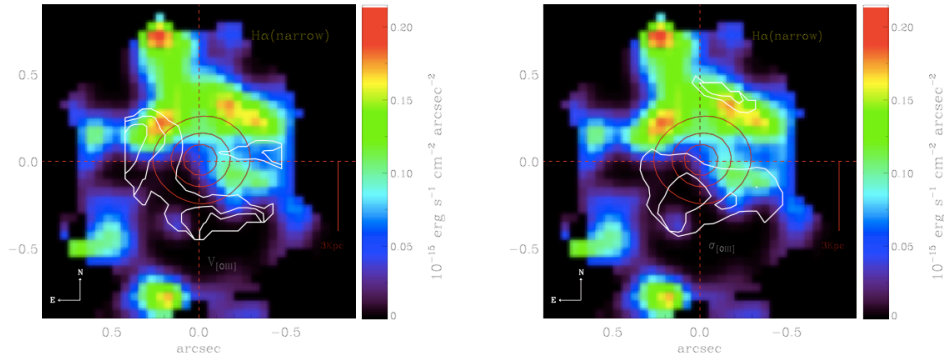 Hα(narrow)
0.5
0.0
−0.5
3Kpc
V[OIII]
N
E
0.5 0.0 −0.5
arcsec
0.20
0.15
0.10
0.05
0
10⁻¹⁵ erg s⁻¹ cm⁻² arcsec⁻²
Hα(narrow)
0.5
0.0
−0.5
3Kpc
σ[OIII]
N
E
0.5 0.0 −0.5
arcsec
0.20
0.15
0.10
0.05
0
10⁻¹⁵ erg s⁻¹ cm⁻² arcsec⁻²